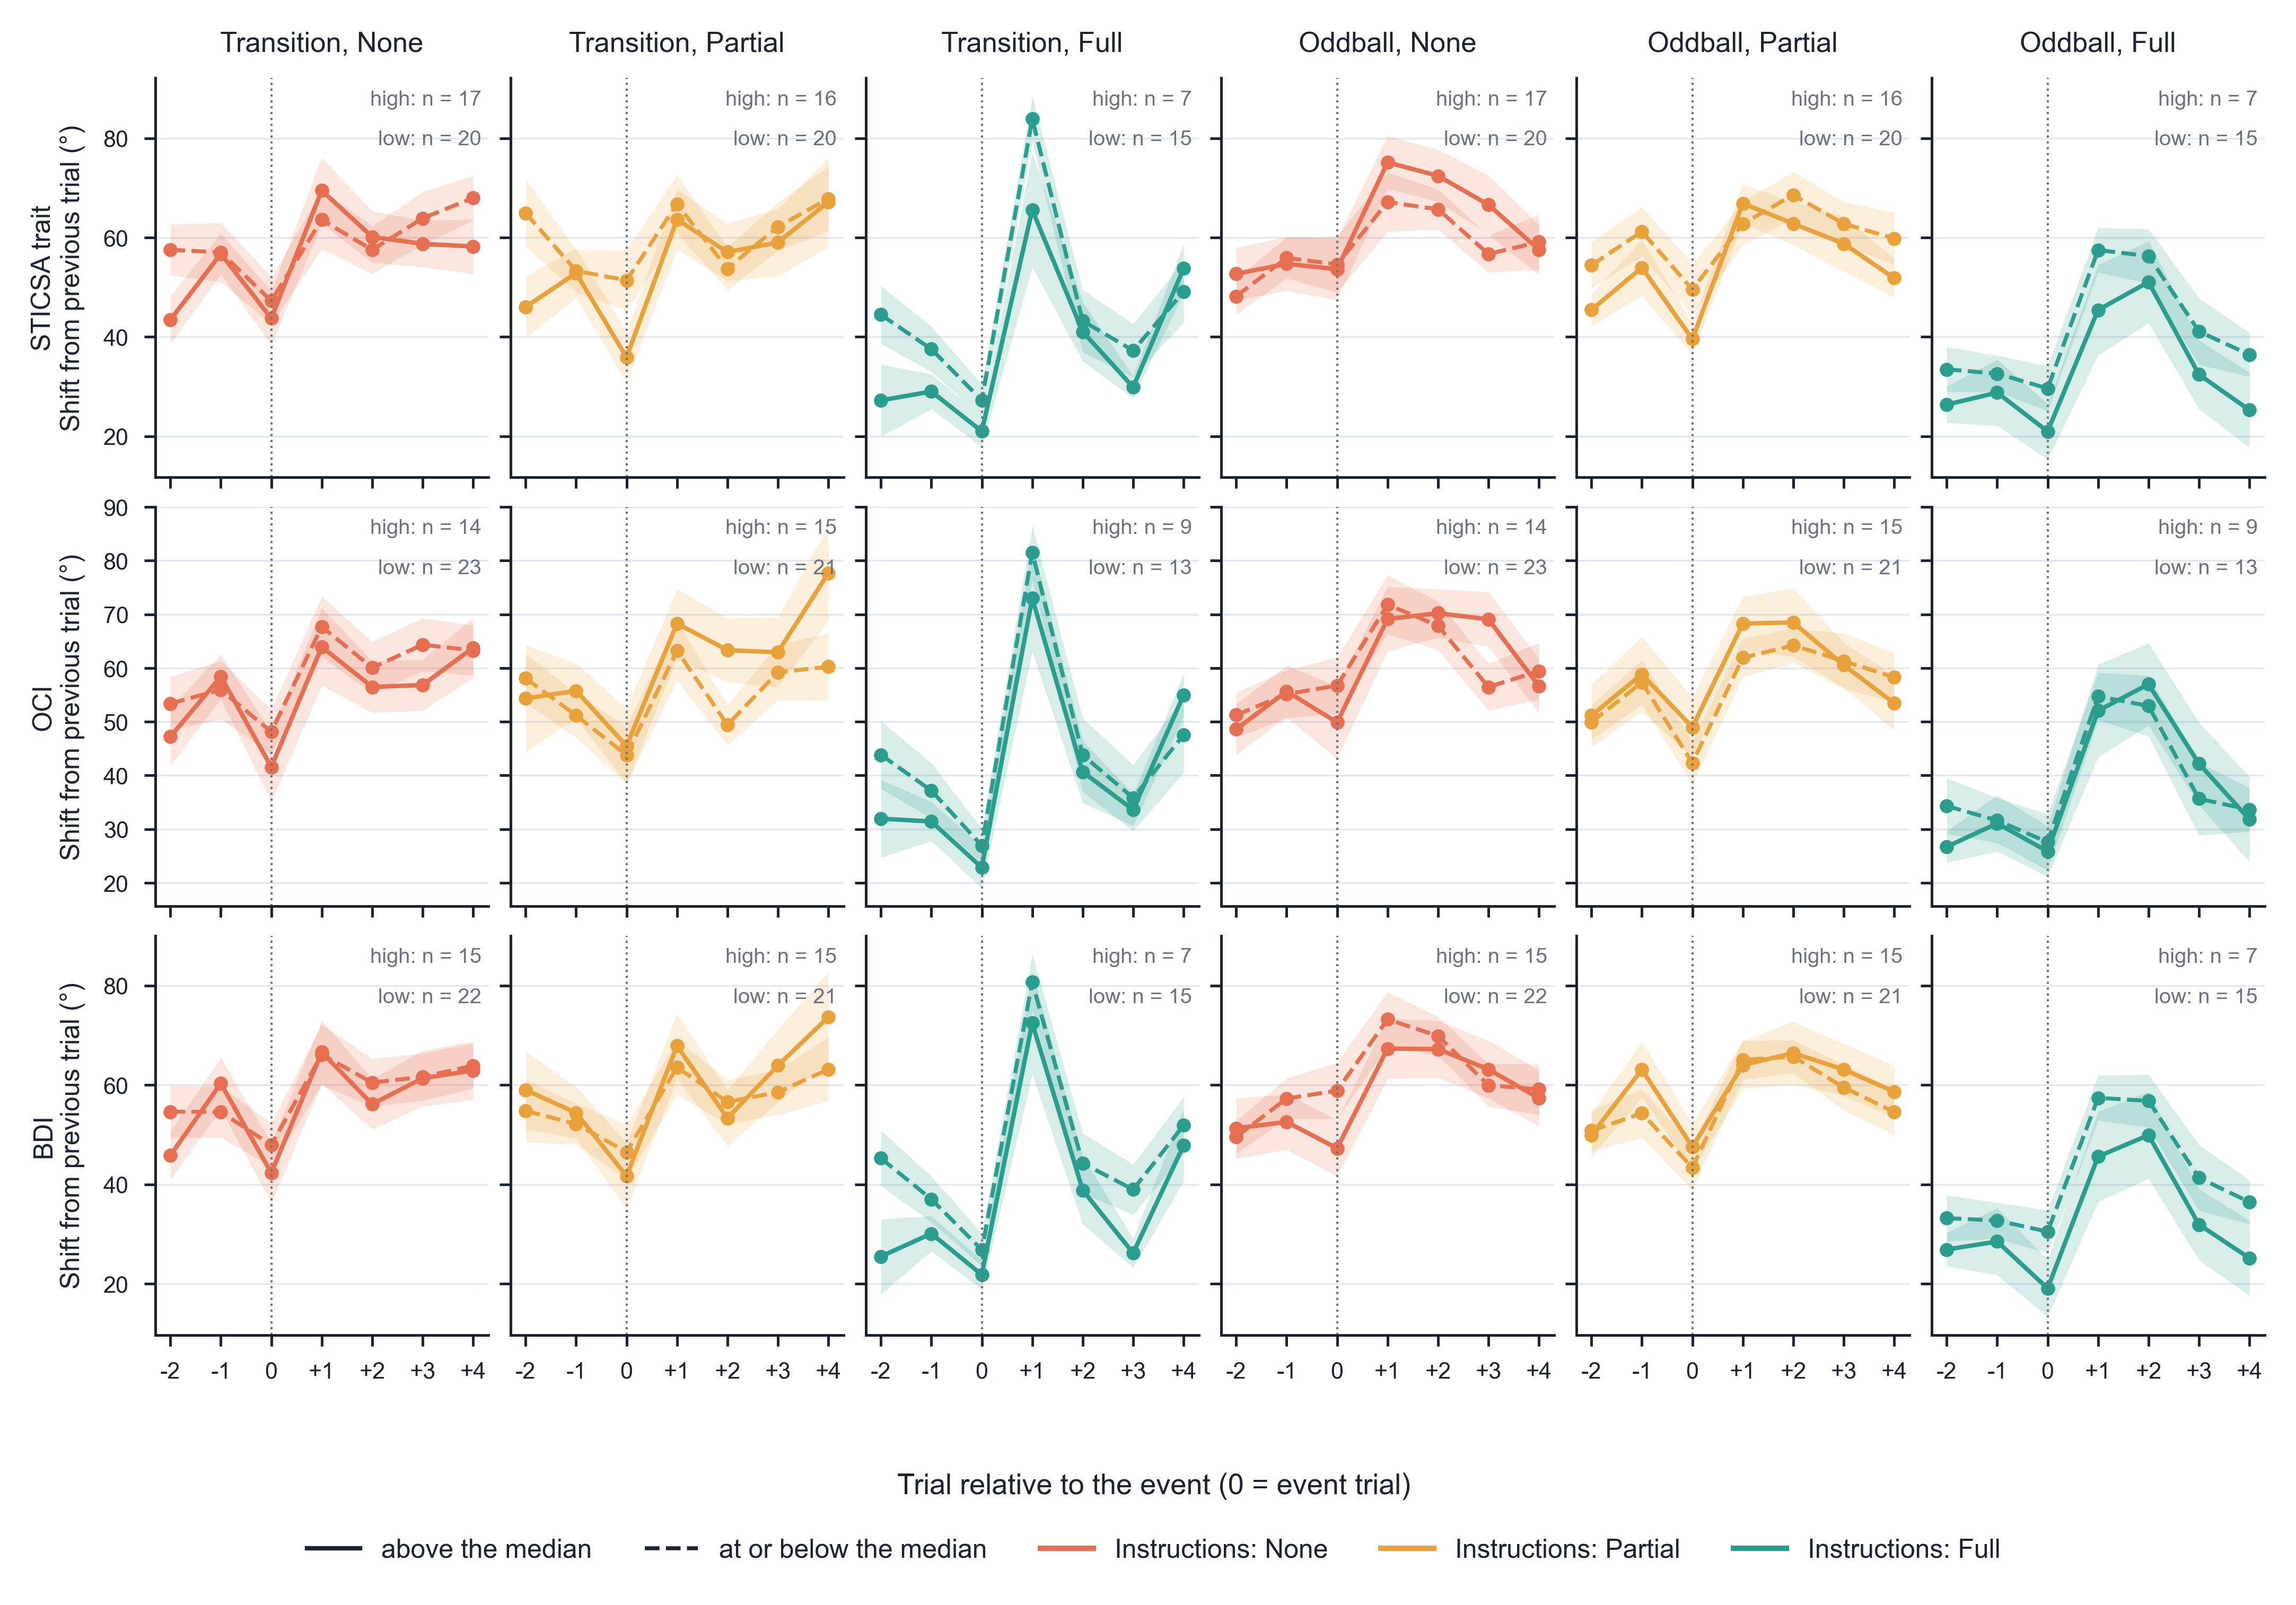 Transition, None
Transition, Partial
Transition, Full
Oddball, None
Oddball, Partial
Oddball, Full
STICSA trait
Shift from previous trial (°)
80
60
40
20
high: n = 17
low: n = 20
high: n = 16
low: n = 20
high: n = 7
low: n = 15
high: n = 17
low: n = 20
high: n = 16
low: n = 20
high: n = 7
low: n = 15
OCI
Shift from previous trial (°)
90
80
70
60
50
40
30
20
high: n = 14
low: n = 23
high: n = 15
low: n = 21
high: n = 9
low: n = 13
high: n = 14
low: n = 23
high: n = 15
low: n = 21
high: n = 9
low: n = 13
BDI
Shift from previous trial (°)
80
60
40
20
high: n = 15
low: n = 22
high: n = 15
low: n = 21
high: n = 7
low: n = 15
high: n = 15
low: n = 22
high: n = 15
low: n = 21
high: n = 7
low: n = 15
-2 -1 0 +1 +2 +3 +4
-2 -1 0 +1 +2 +3 +4
-2 -1 0 +1 +2 +3 +4
-2 -1 0 +1 +2 +3 +4
-2 -1 0 +1 +2 +3 +4
-2 -1 0 +1 +2 +3 +4
Trial relative to the event (0 = event trial)
above the median
at or below the median
Instructions: None
Instructions: Partial
Instructions: Full